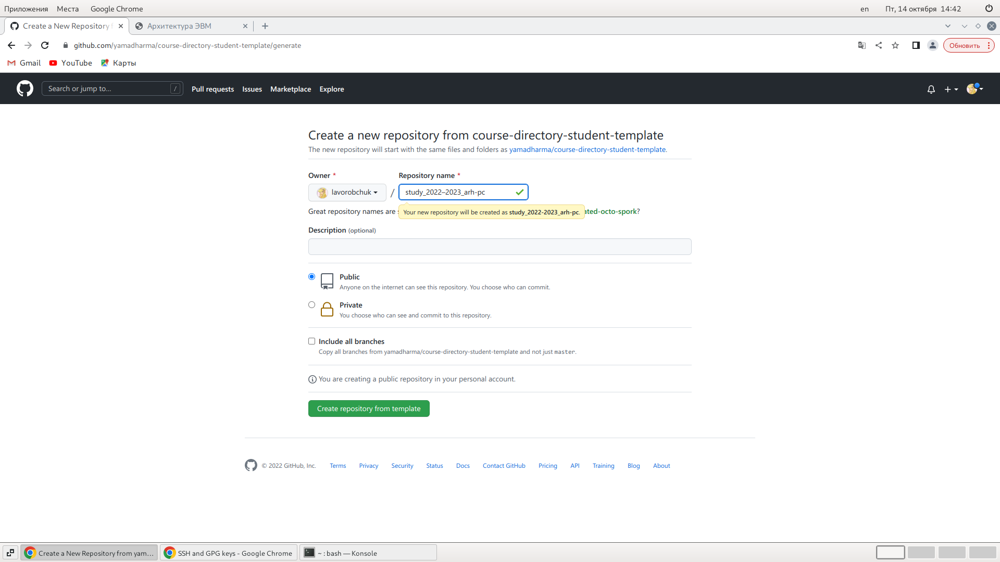 Приложения Места Google Chrome en Пт, 14 октября 14:42
Create a New Repository f Архитектура ЭВМ
github.com/yamadharma/course-directory-student-template/generate Обновить
Gmail YouTube Карты
Search or jump to... / Pull requests Issues Marketplace Explore
Create a new repository from course-directory-student-template
The new repository will start with the same files and folders as yamadharma/course-directory-student-template.
Owner * Repository name *
lavorobchuk / study_2022–2023_arh-pc
Great repository names are ated-octo-spork?
Your new repository will be created as study_2022-2023_arh-pc.
Description (optional)
Public
Anyone on the internet can see this repository. You choose who can commit.
Private
You choose who can see and commit to this repository.
Include all branches
Copy all branches from yamadharma/course-directory-student-template and not just master.
You are creating a public repository in your personal account.
Create repository from template
© 2022 GitHub, Inc. Terms Privacy Security Status Docs Contact GitHub Pricing API Training Blog About
Create a New Repository from yam... SSH and GPG keys - Google Chrome ~ : bash — Konsole